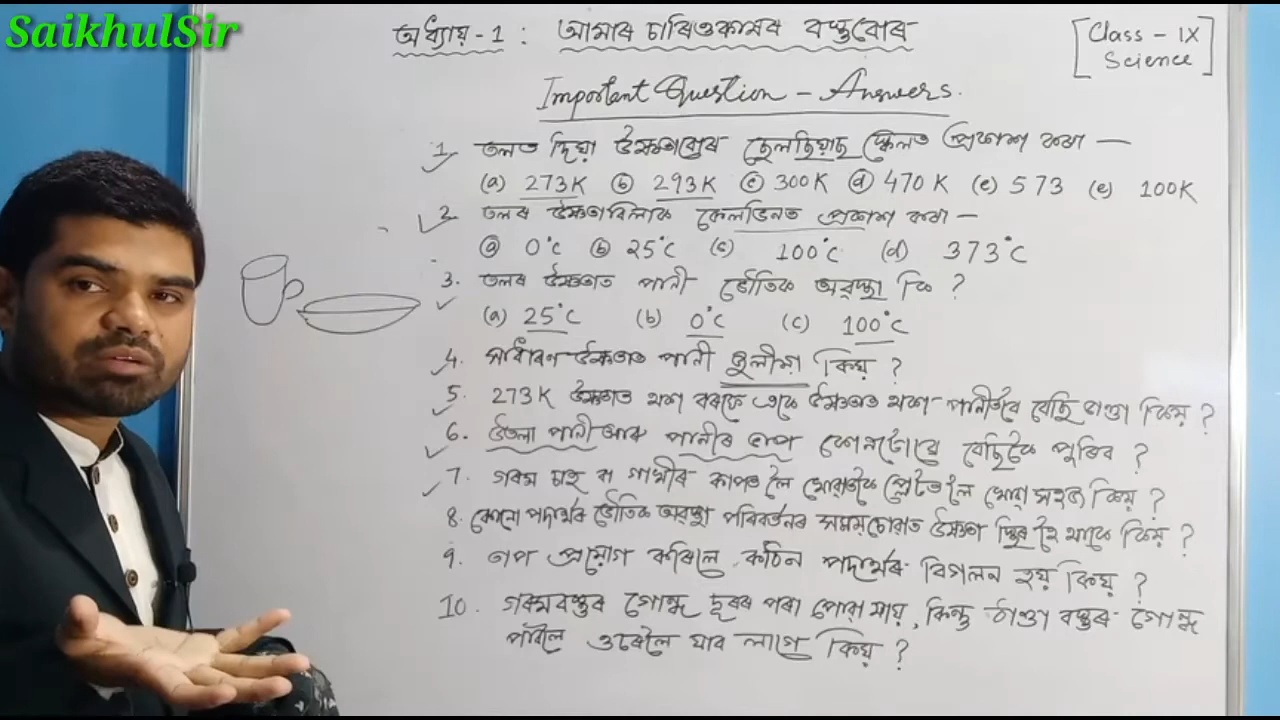 SaikhulSir
অধ্যায় - 1 : আমাৰ চাৰিওকাষৰ বস্তুবোৰ
[Class - IX
Science]
Important Question - Answers.
1. তলত দিয়া উষ্ণতাবোৰ ছেলছিয়াছ স্কেলত প্ৰকাশ কৰা —
(a) 273K (b) 293K (c) 300K (d) 470K (e) 573 (e) 100K
2. তলৰ উষ্ণতাবিলাক কেলভিনত প্ৰকাশ কৰা —
(a) 0°C (b) 25°C (c) 100°C (d) 373°C
3. তলৰ উষ্ণতাত পানী ভৌতিক অৱস্থা কি ?
(a) 25°C (b) 0°C (c) 100°C
4. সাধাৰণ উষ্ণতাত পানী জুলীয়া কিয় ?
5. 273K উষ্ণতাত থকা বৰফে একে উষ্ণতাত থকা পানীতকৈ বেছি ঠাণ্ডা কিয় ?
6. উতলা পানী আৰু পানীৰ ভাপ কোনটোৱে বেছিকৈ পুৰিব ?
7. গৰম চাহ বা গাখীৰ কাপত লৈ খোৱাতকৈ প্লেটত লৈ খোৱা সহজ কিয় ?
8. কোনো পদাৰ্থৰ ভৌতিক অৱস্থা পৰিবৰ্তনৰ সময়ছোৱাত উষ্ণতা স্থিৰ হৈ থাকে কিয় ?
9. তাপ প্ৰয়োগ কৰিলে কঠিন পদাৰ্থৰ বিগলন হয় কিয় ?
10. গৰমবস্তুৰ গোন্ধ দূৰৰ পৰা পোৱা যায়, কিন্তু ঠাণ্ডা বস্তুৰ গোন্ধ
পাবলৈ ওচৰলৈ যাব লাগে কিয় ?